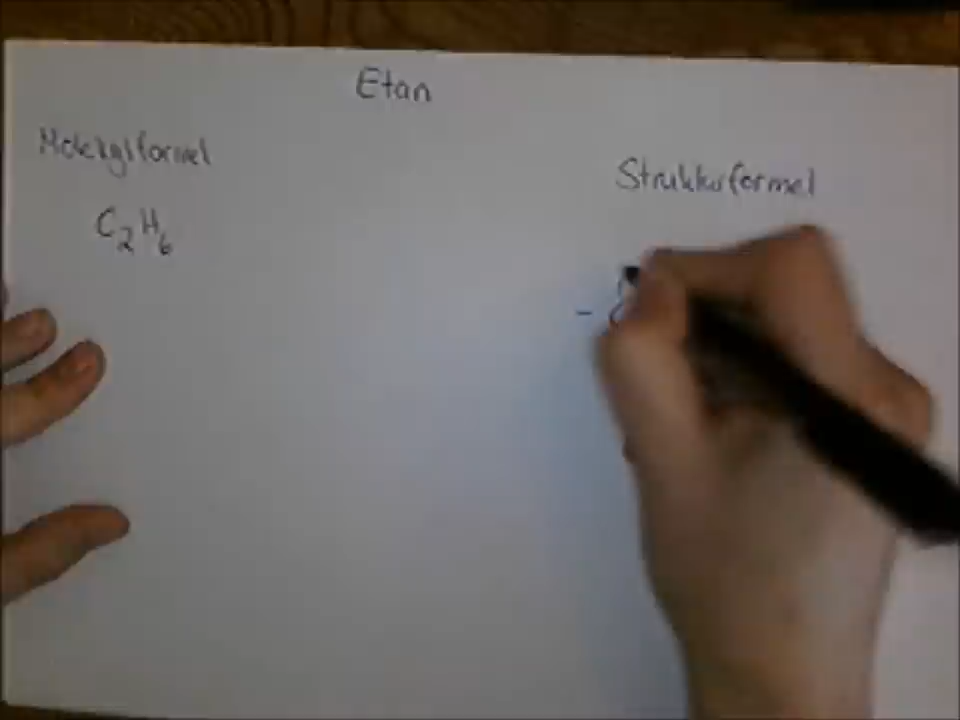 Etan
Molekylformel
Strukturformel
C₂H₆
- C